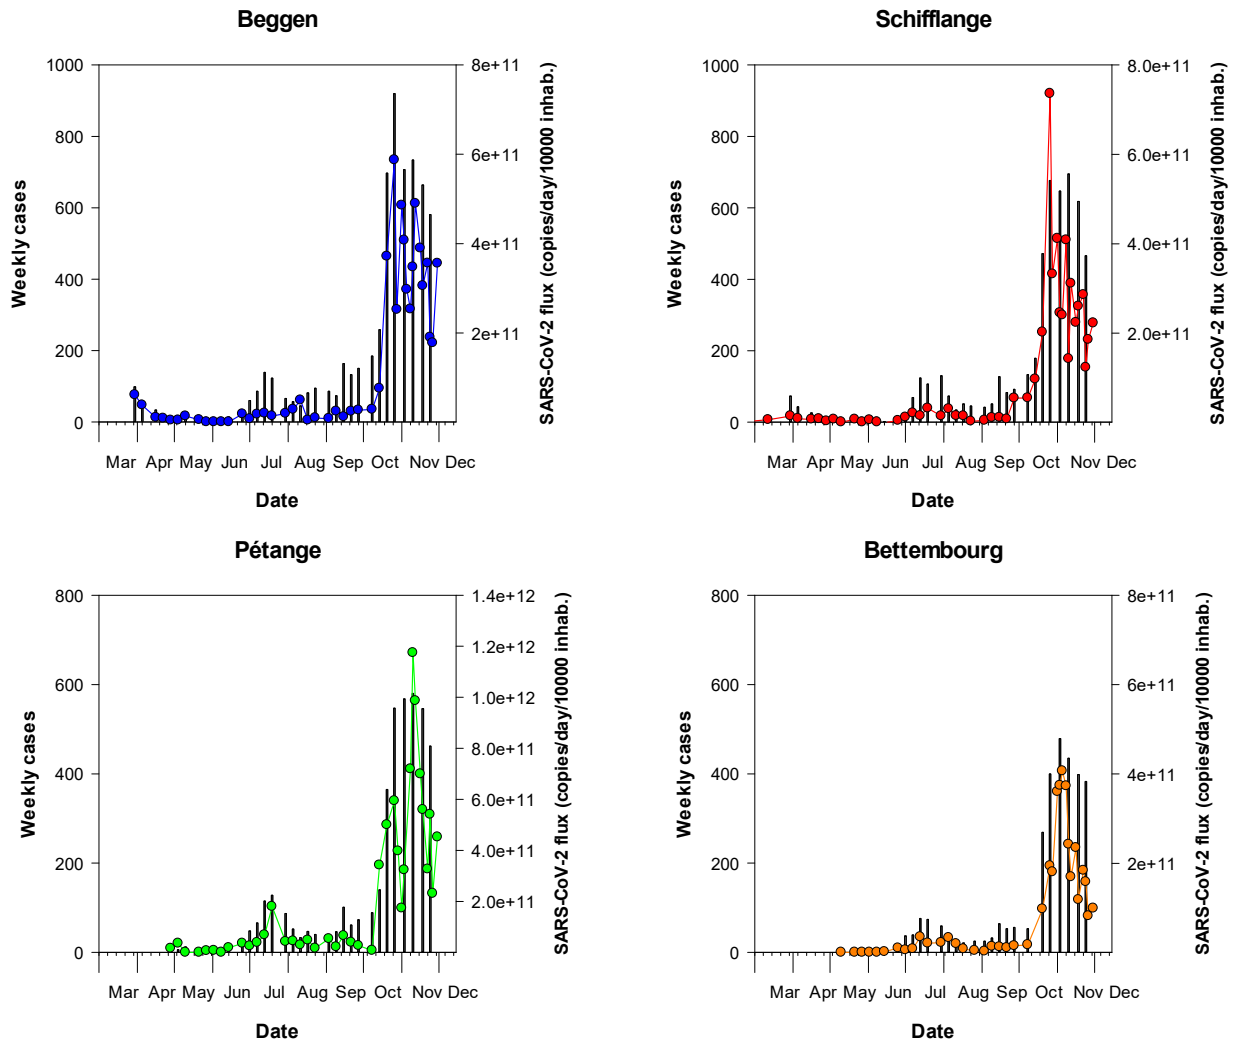 Beggen
Weekly cases
1000
800
600
400
200
0
8e+11
6e+11
4e+11
2e+11
SARS-CoV-2 flux (copies/day/10000 inhab.)
Mar Apr May Jun Jul Aug Sep Oct Nov Dec
Date
Schifflange
Weekly cases
1000
800
600
400
200
0
8.0e+11
6.0e+11
4.0e+11
2.0e+11
SARS-CoV-2 flux (copies/day/10000 inhab.)
Mar Apr May Jun Jul Aug Sep Oct Nov Dec
Date
Pétange
Weekly cases
800
600
400
200
0
1.4e+12
1.2e+12
1.0e+12
8.0e+11
6.0e+11
4.0e+11
2.0e+11
SARS-CoV-2 flux (copies/day/10000 inhab.)
Mar Apr May Jun Jul Aug Sep Oct Nov Dec
Date
Bettembourg
Weekly cases
800
600
400
200
0
8e+11
6e+11
4e+11
2e+11
SARS-CoV-2 flux (copies/day/10000 inhab.)
Mar Apr May Jun Jul Aug Sep Oct Nov Dec
Date